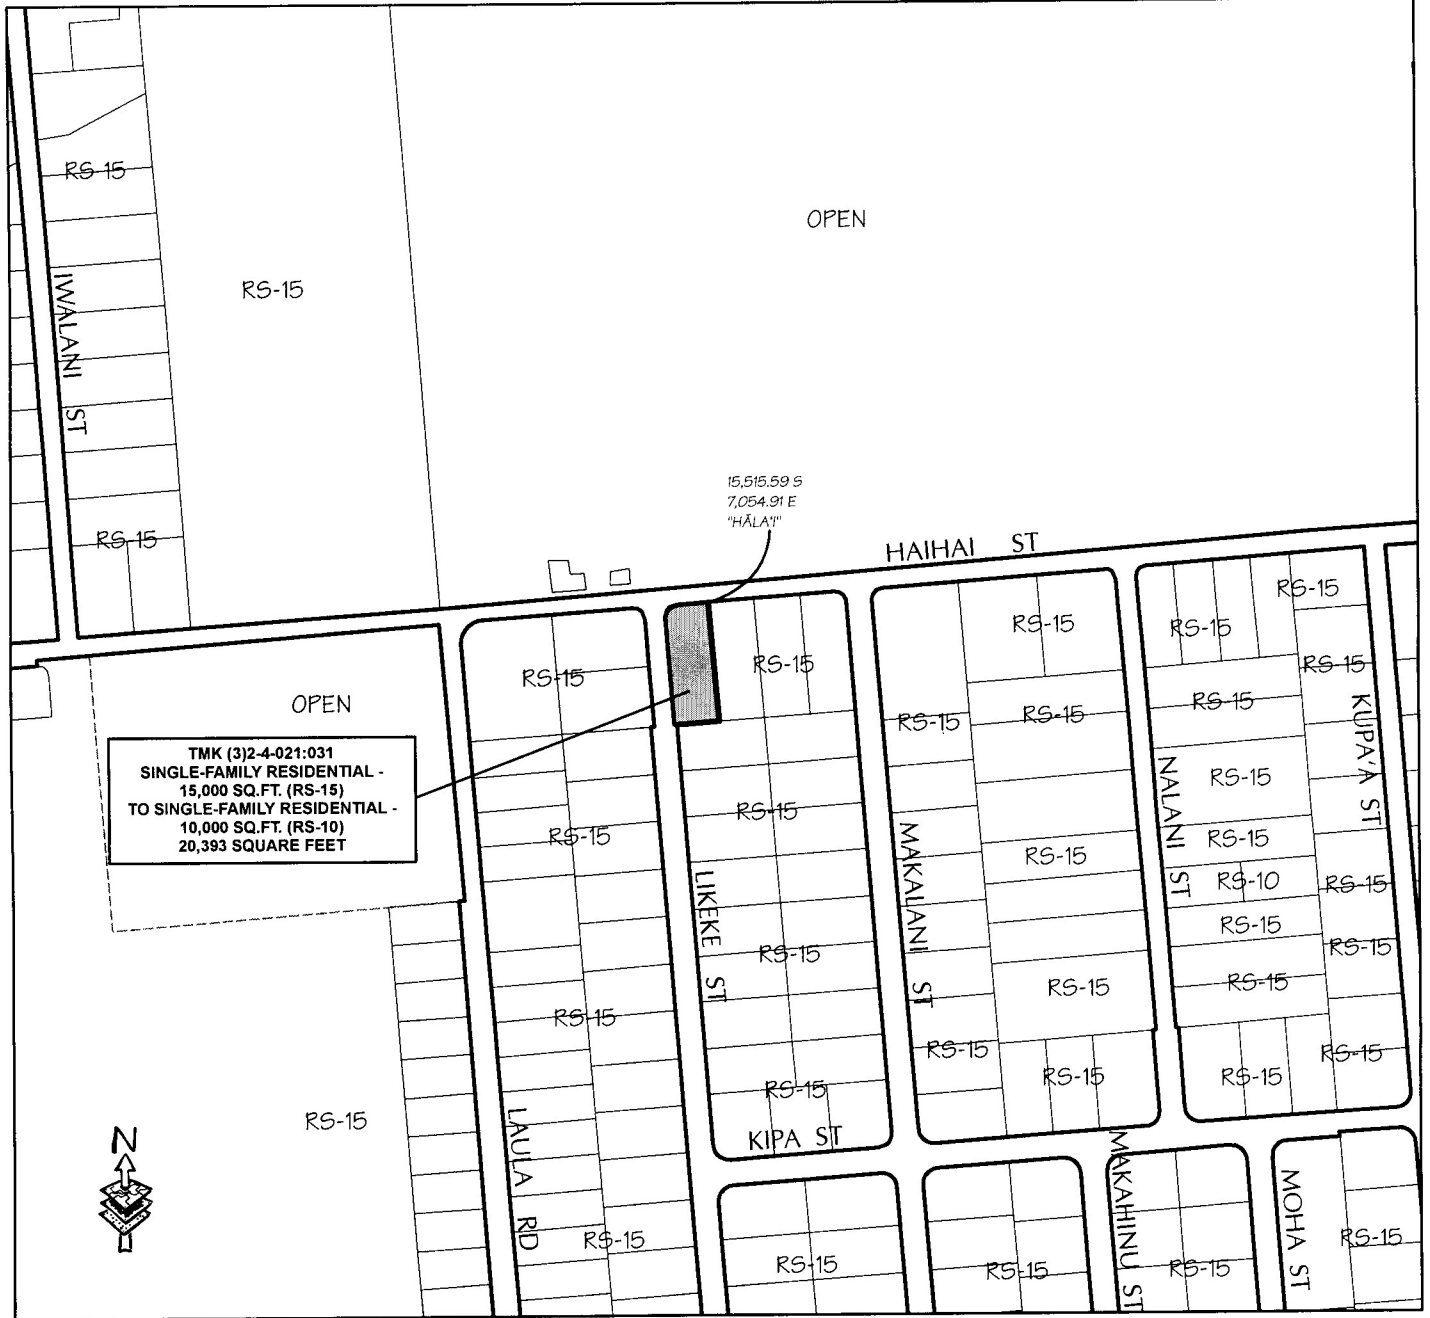 RS-15
OPEN
RS-15
IWALANI ST
15,515.59 S
7,054.91 E
"HĀLA'I"
RS-15
HAIHAI ST
RS-15
RS-15
RS-15
RS-15
RS-15
RS-15
OPEN
RS-15
RS-15
RS-15
KUPA'A ST
TMK (3)2-4-021:031
SINGLE-FAMILY RESIDENTIAL -
15,000 SQ.FT. (RS-15)
TO SINGLE-FAMILY RESIDENTIAL -
10,000 SQ.FT. (RS-10)
20,393 SQUARE FEET
RS-15
NALANI ST
RS-15
RS-15
RS-15
MAKALANI ST
RS-15
LIKEKE ST
RS-10
RS-15
RS-15
RS-15
RS-15
RS-15
RS-15
RS-15
RS-15
RS-15
RS-15
RS-15
RS-15
RS-15
LAULA RD
RS-15
N
KIPA ST
MAKAHINU ST
MOHA ST
RS-15
RS-15
RS-15
RS-15
RS-15